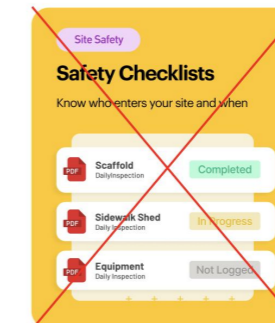 Site Safety
Safety Checklists
Know who enters your site and when
PDF
Scaffold
DailyInspection
Completed
PDF
Sidewalk Shed
Daily Inspection
In Progress
PDF
Equipment
Daily Inspection
Not Logged